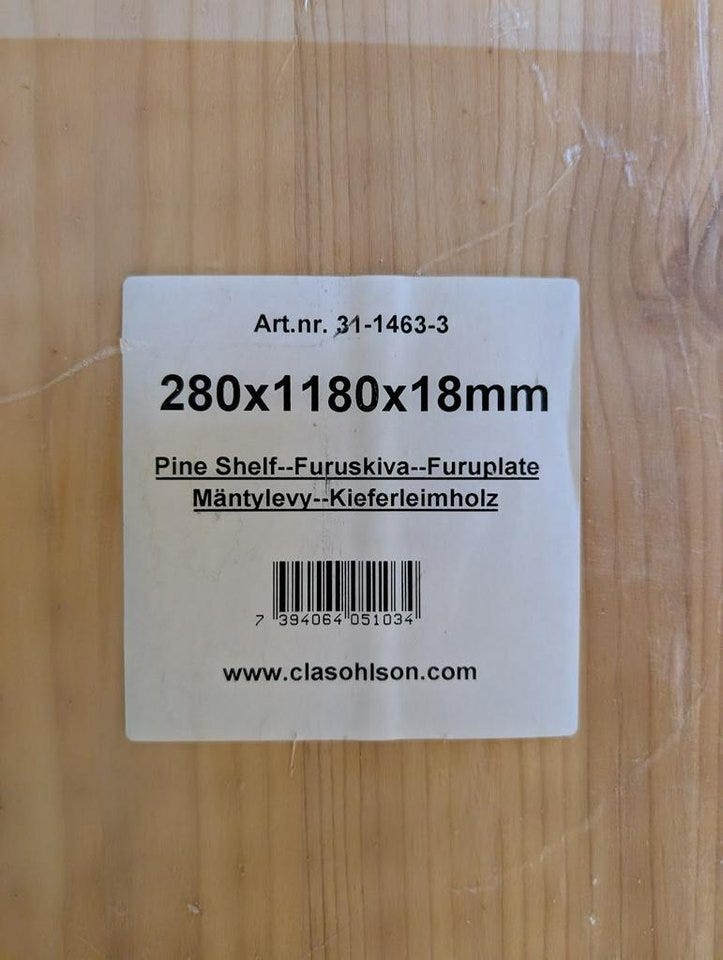 Art.nr. 31-1463-3
280x1180x18mm
Pine Shelf--Furuskiva--Furuplate
Mäntylevy--Kieferleimholz
7 394064 051034
www.clasohlson.com